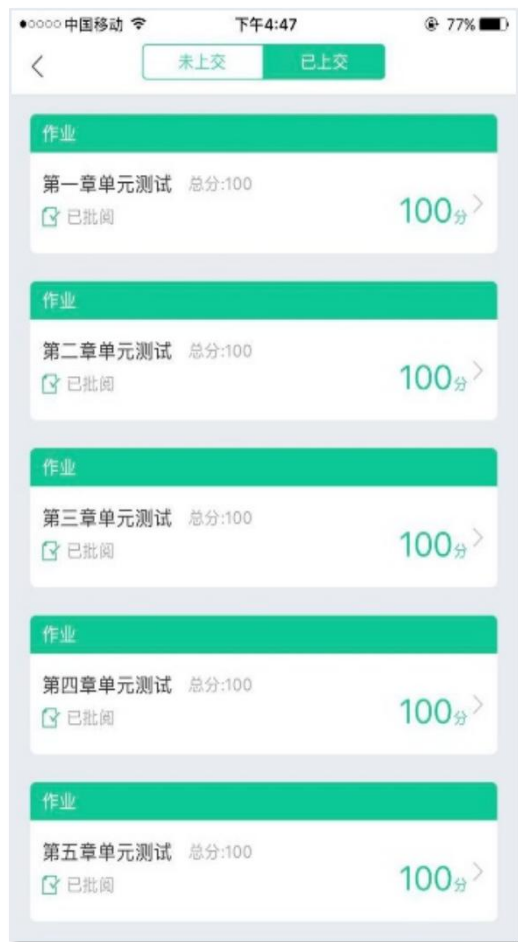 中国移动 下午4:47 77%
未上交 已上交
作业
第一章单元测试 总分:100
已批阅 100分
作业
第二章单元测试 总分:100
已批阅 100分
作业
第三章单元测试 总分:100
已批阅 100分
作业
第四章单元测试 总分:100
已批阅 100分
作业
第五章单元测试 总分:100
已批阅 100分